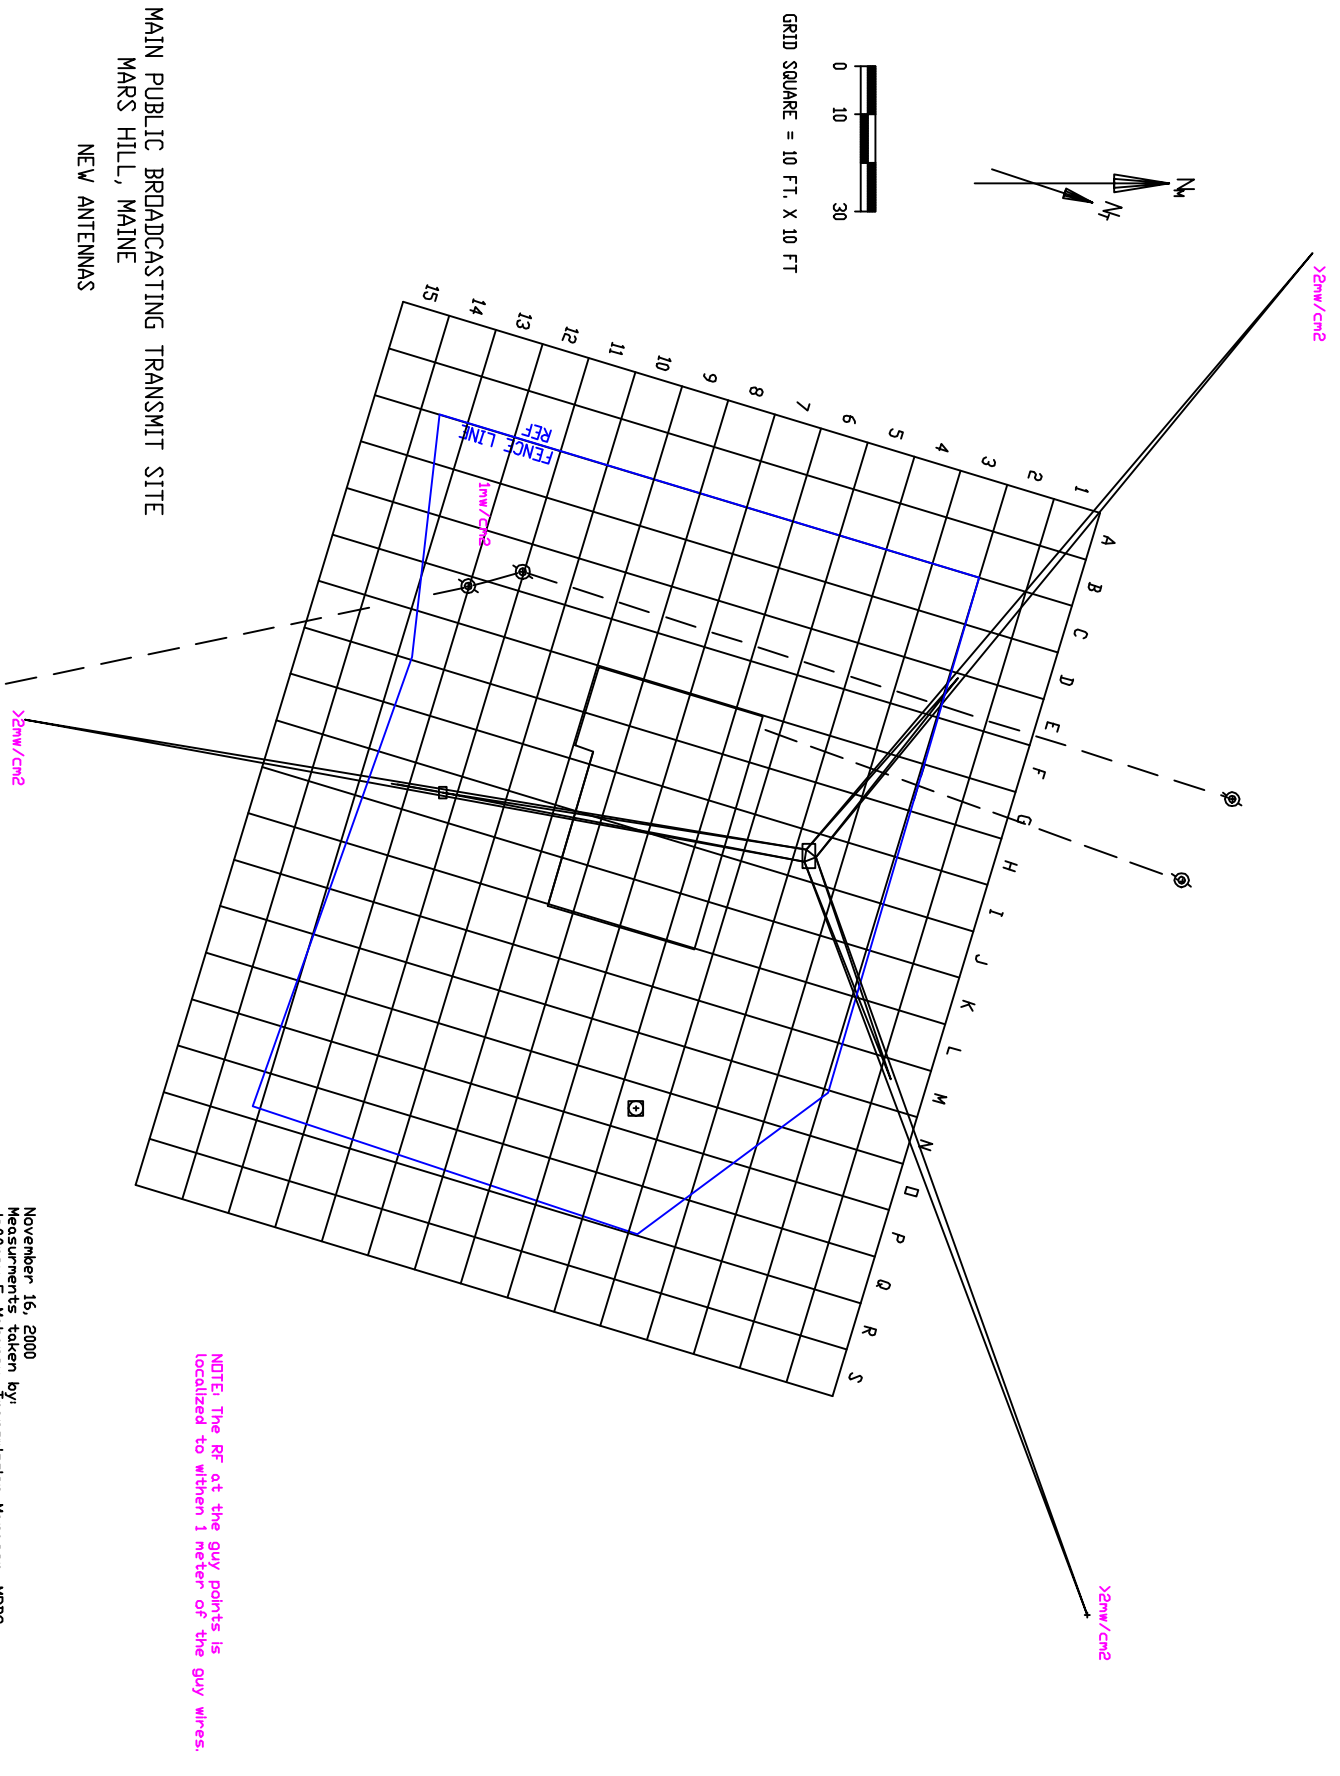 MAIN PUBLIC BROADCASTING TRANSMIT SITE
MARS HILL, MAINE
NEW ANTENNAS
GRID SQUARE = 10 FT. X 10 FT
0 10 30
NM
NT
>2mw/cm2
15 14 13 12 11 10 9 8 7 6 5 4 3 2 1
A B C D E F G H I J K L M N O P Q R S
REF
FENCE LINE
1mw/cm2
>2mw/cm2
>2mw/cm2
NOTE: The RF at the guy points is
localized to withen 1 meter of the guy wires.
November 16, 2000
Measurments taken by: